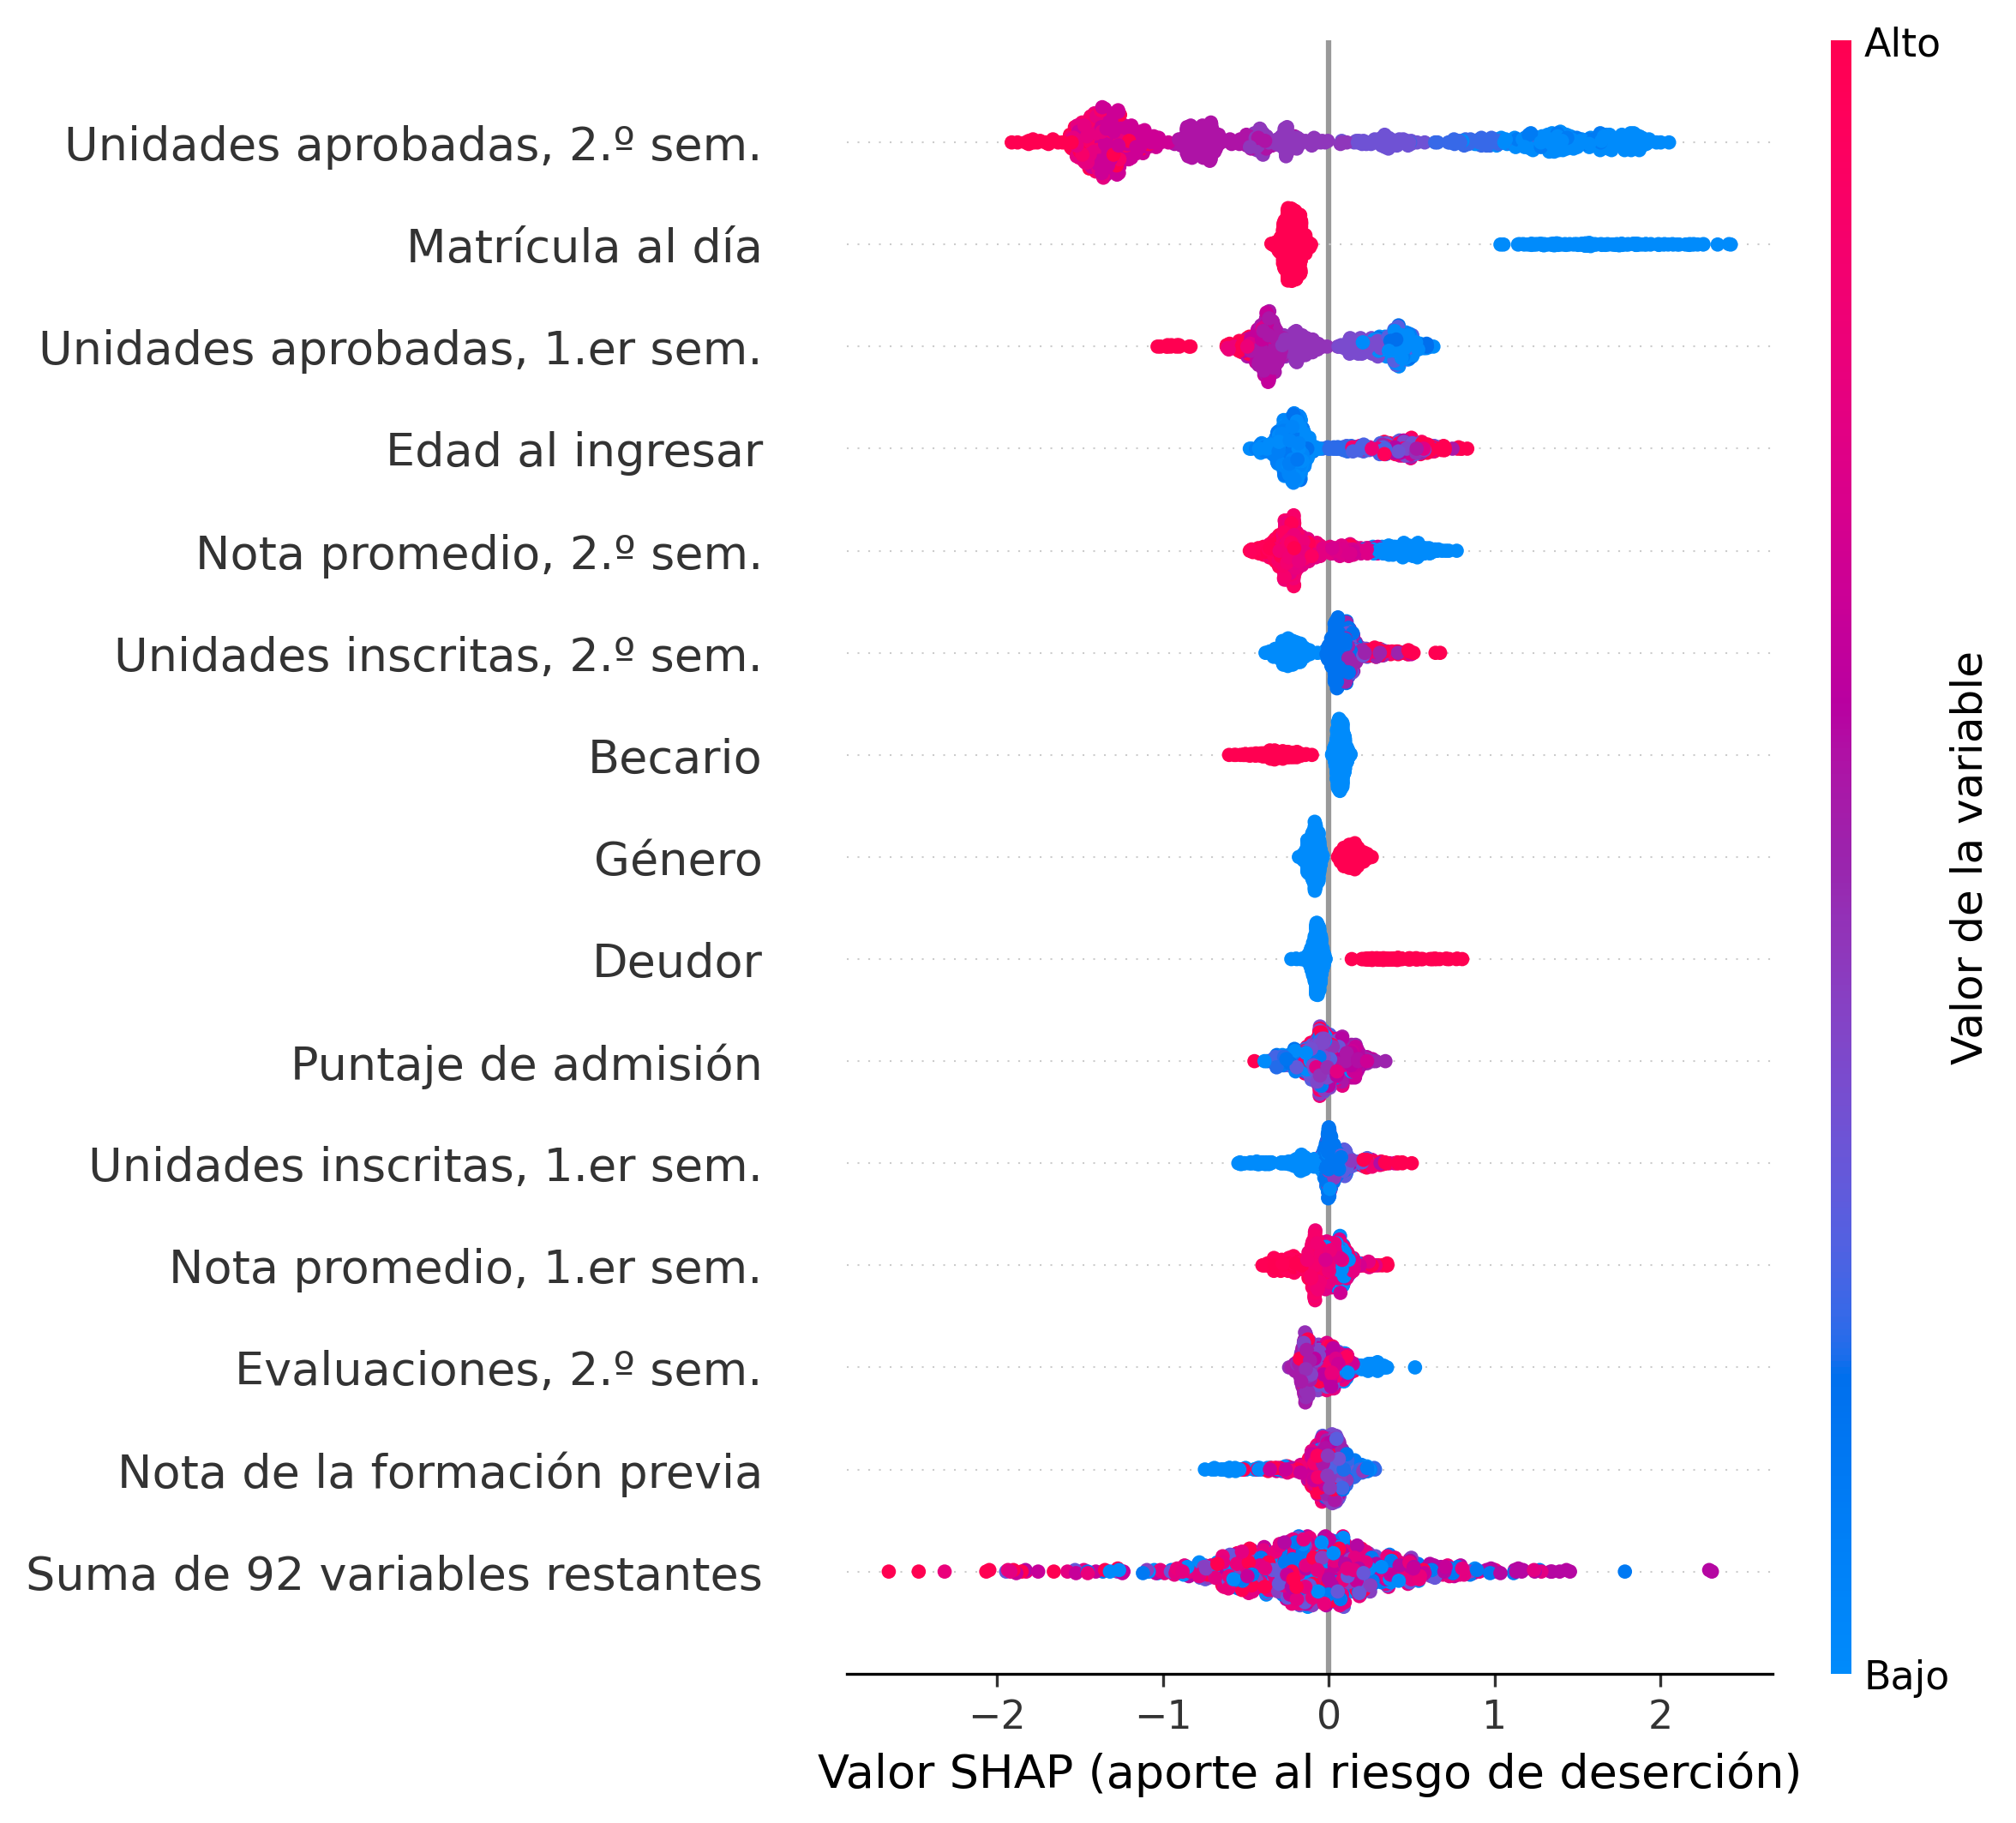 Alto
Unidades aprobadas, 2.º sem.
Matrícula al día
Unidades aprobadas, 1.er sem.
Edad al ingresar
Nota promedio, 2.º sem.
Unidades inscritas, 2.º sem.
Becario
Género
Deudor
Puntaje de admisión
Unidades inscritas, 1.er sem.
Nota promedio, 1.er sem.
Evaluaciones, 2.º sem.
Nota de la formación previa
Suma de 92 variables restantes
Valor de la variable
Bajo
−2 −1 0 1 2
Valor SHAP (aporte al riesgo de deserción)